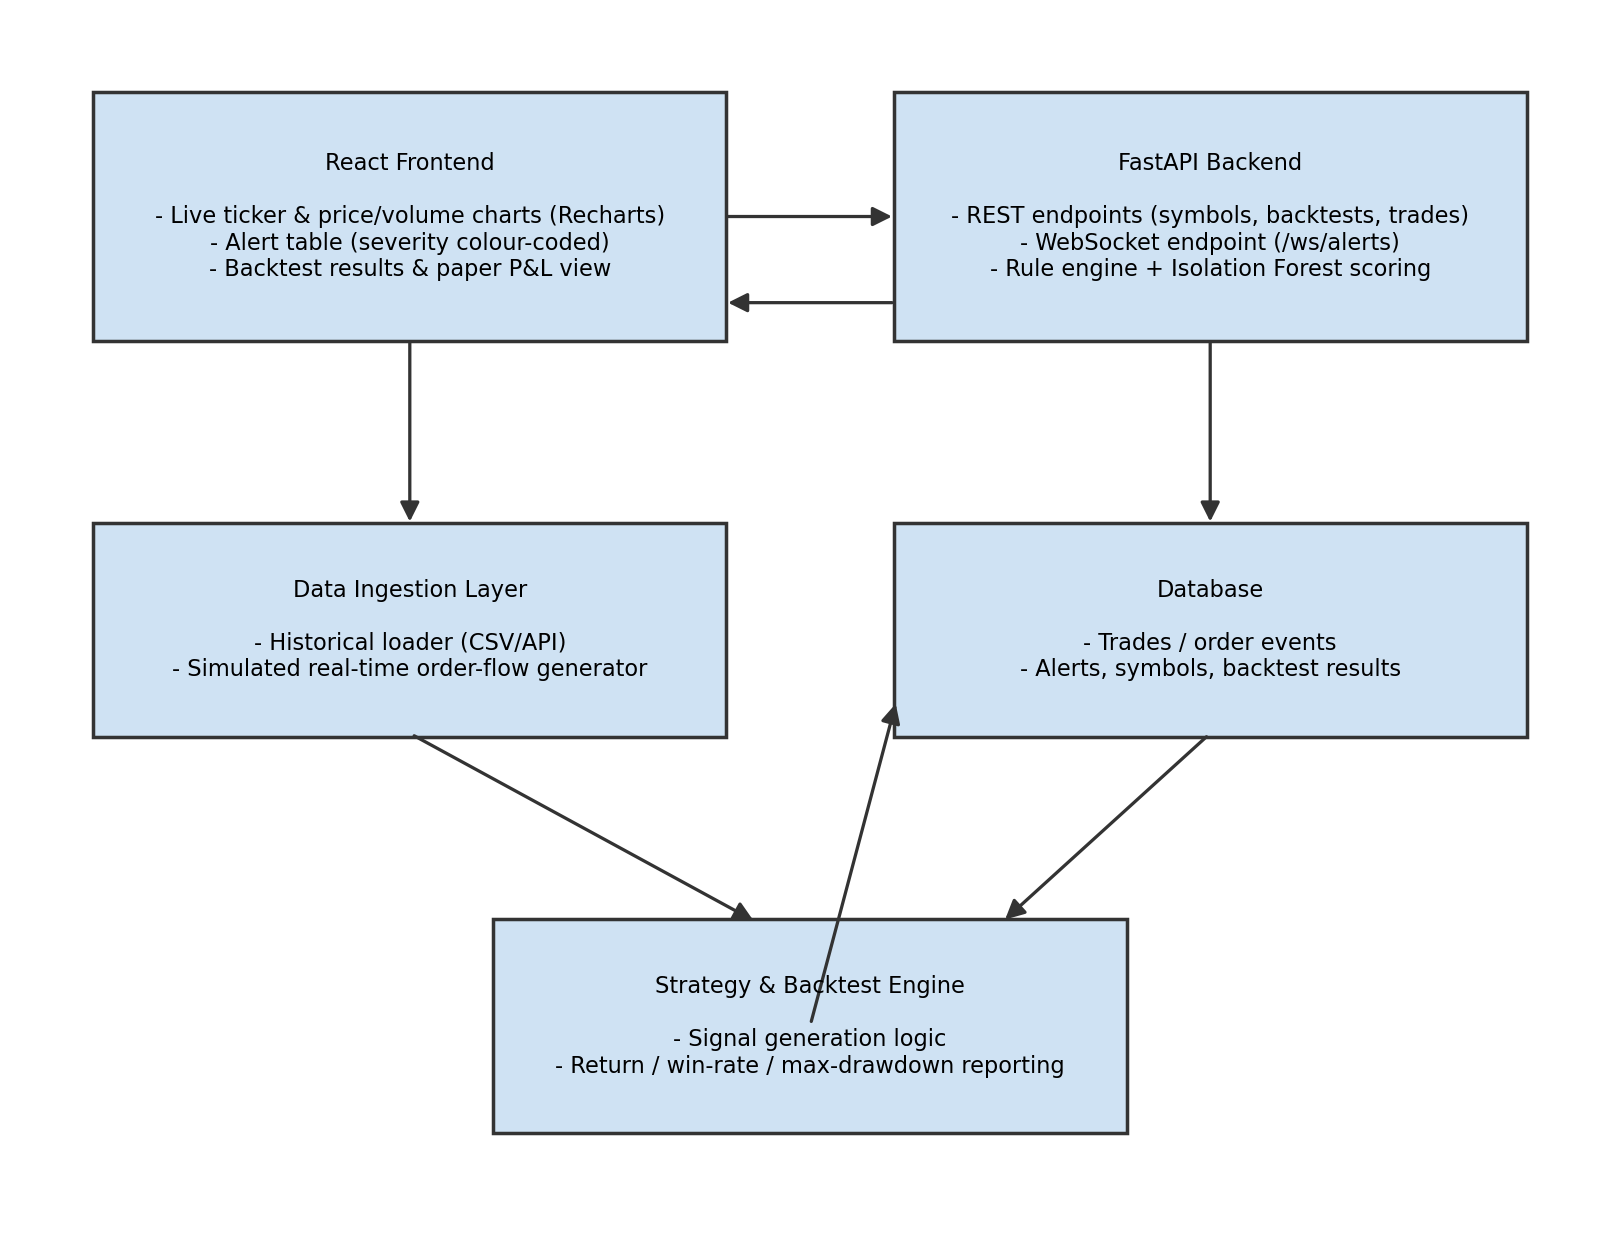 React Frontend
- Live ticker & price/volume charts (Recharts)
- Alert table (severity colour-coded)
- Backtest results & paper P&L view
FastAPI Backend
- REST endpoints (symbols, backtests, trades)
- WebSocket endpoint (/ws/alerts)
- Rule engine + Isolation Forest scoring
Data Ingestion Layer
- Historical loader (CSV/API)
- Simulated real-time order-flow generator
Database
- Trades / order events
- Alerts, symbols, backtest results
Strategy & Backtest Engine
- Signal generation logic
- Return / win-rate / max-drawdown reporting